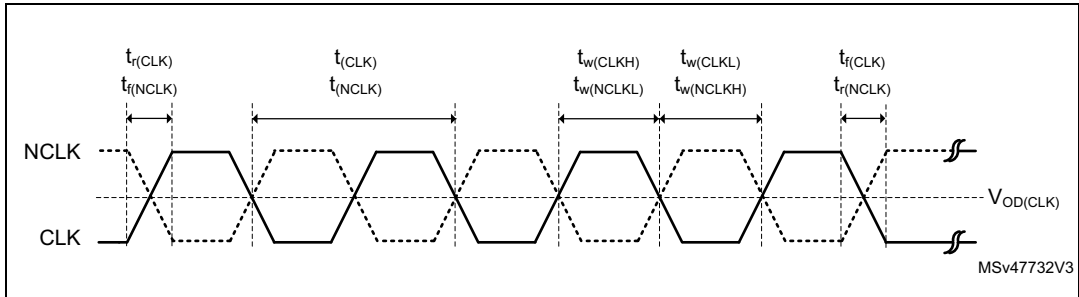 tr(CLK)
tf(NCLK)
t(CLK)
t(NCLK)
tw(CLKH)
tw(NCLKL)
tw(CLKL)
tw(NCLKH)
tf(CLK)
tr(NCLK)
NCLK
VOD(CLK)
CLK
MSv47732V3